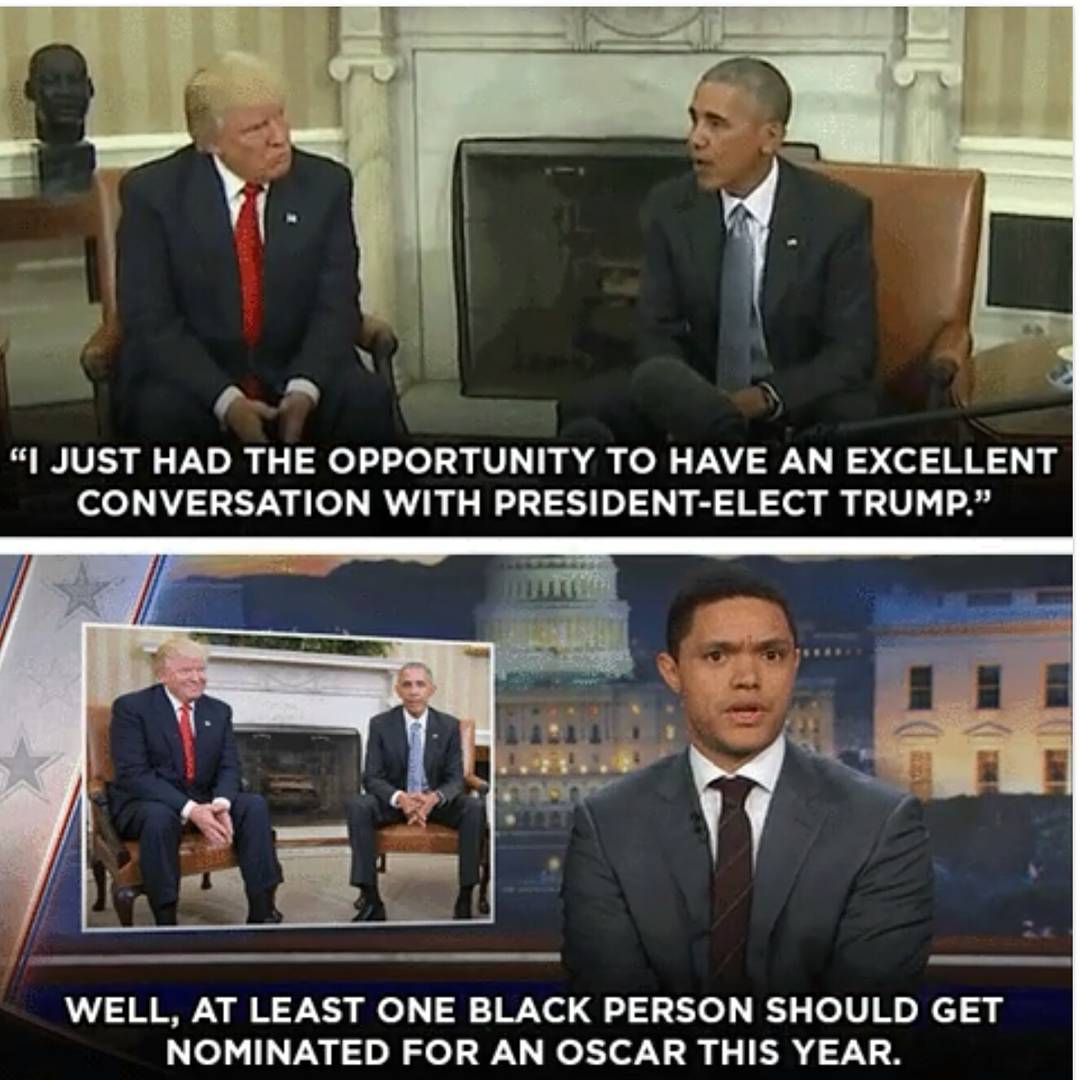 “I JUST HAD THE OPPORTUNITY TO HAVE AN EXCELLENT
CONVERSATION WITH PRESIDENT-ELECT TRUMP.”
WELL, AT LEAST ONE BLACK PERSON SHOULD GET
NOMINATED FOR AN OSCAR THIS YEAR.